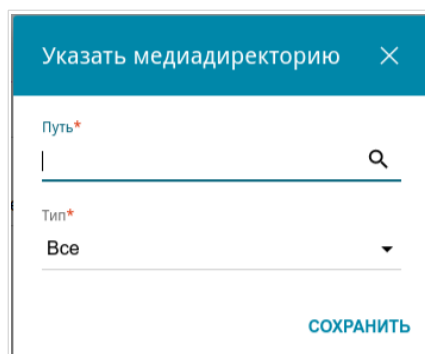 Указать медиадиректорию
Путь*
Тип*
Все
СОХРАНИТЬ